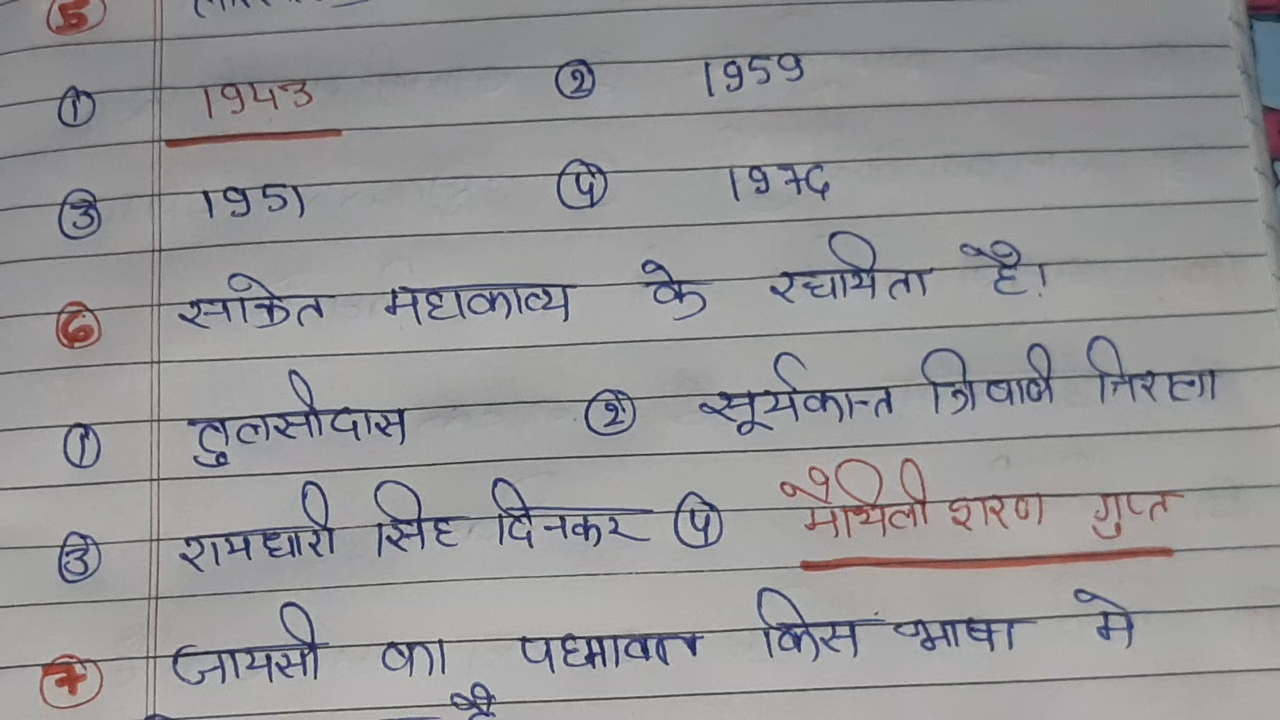 5
① 1943 ② 1959
③ 1951 ④ 1976
6 साकेत महाकाव्य के रचयिता है।
① तुलसीदास ② सूर्यकान्त त्रिपाठी निराला
③ रामधारी सिंह दिनकर ④ मैथिली शरण गुप्त
7 जायसी का पद्मावत किस भाषा मे
है